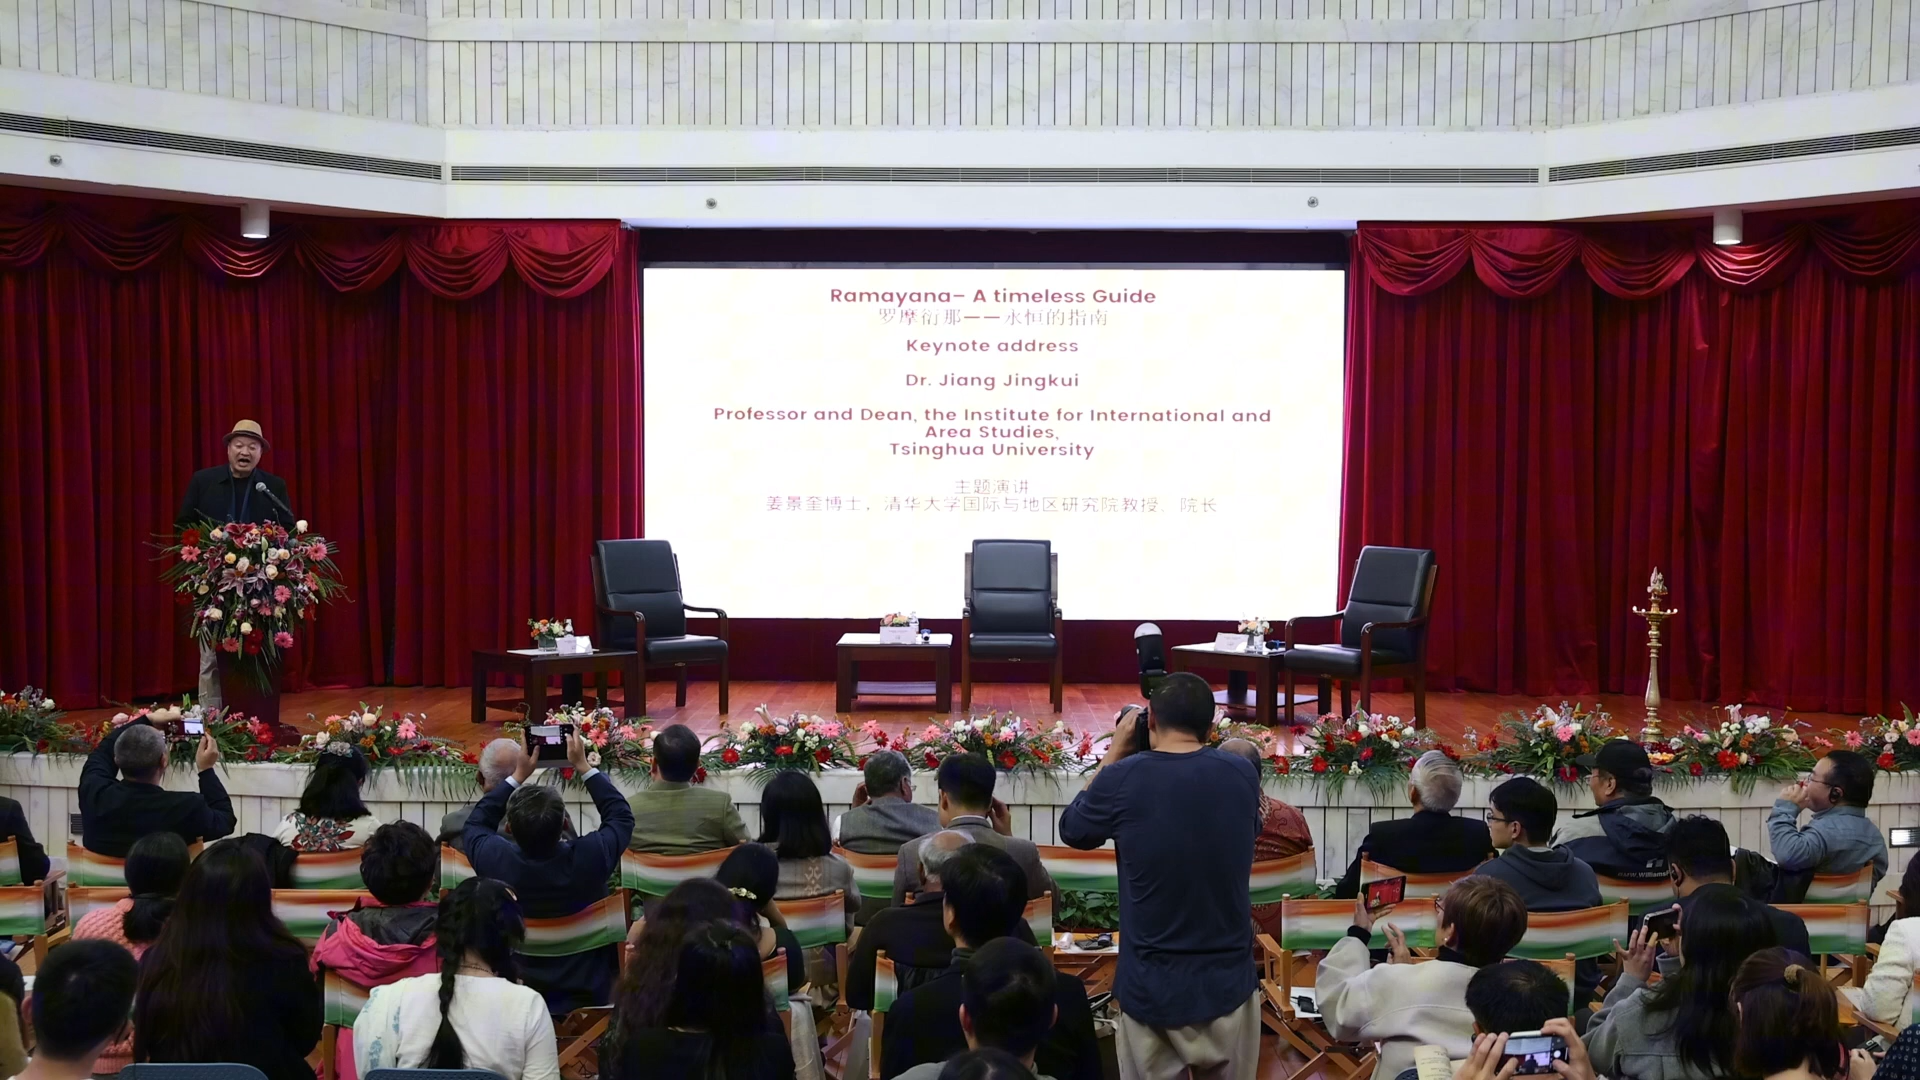 Ramayana– A timeless Guide
罗摩衍那——永恒的指南
Keynote address
Dr. Jiang Jingkui
Professor and Dean, the Institute for International and
Area Studies,
Tsinghua University
主题演讲
姜景奎博士，清华大学国际与地区研究院教授、院长